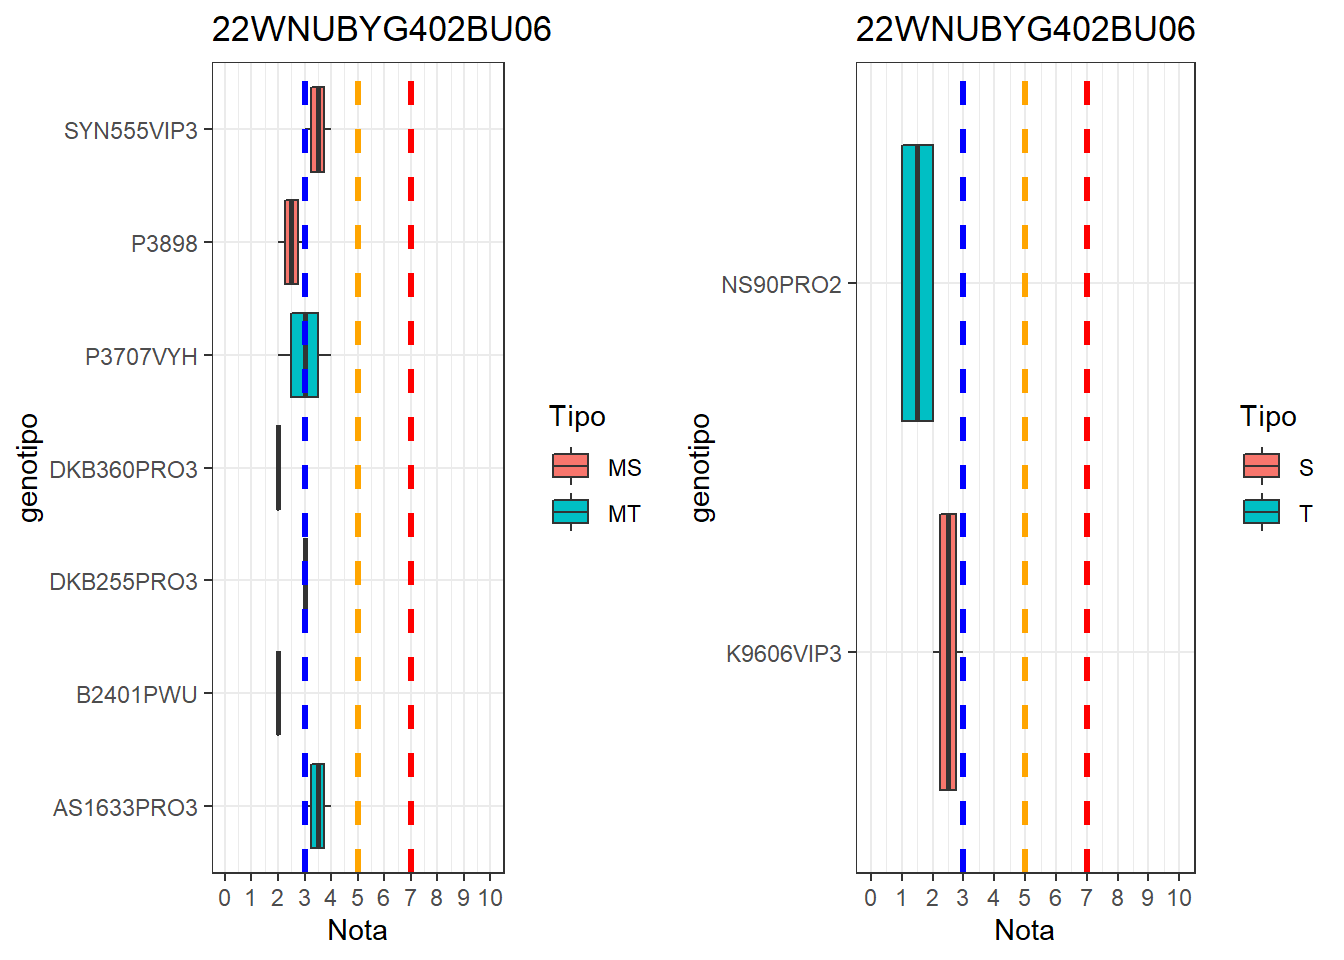 22WNUBYG402BU06
genotipo
SYN555VIP3
P3898
P3707VYH
DKB360PRO3
DKB255PRO3
B2401PWU
AS1633PRO3
0 1 2 3 4 5 6 7 8 9 10
Nota
Tipo
MS
MT
22WNUBYG402BU06
genotipo
NS90PRO2
K9606VIP3
0 1 2 3 4 5 6 7 8 9 10
Nota
Tipo
S
T